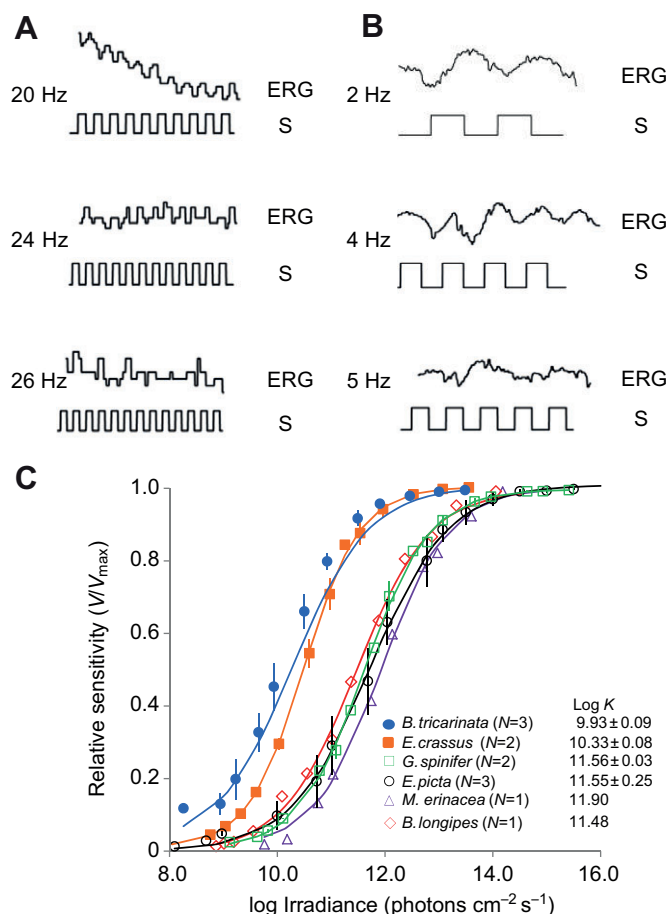 A
B
20 Hz
ERG
S
2 Hz
ERG
S
24 Hz
ERG
S
4 Hz
ERG
S
26 Hz
ERG
S
5 Hz
ERG
S
C
Relative sensitivity (V/Vmax)
1.0
0.8
0.6
0.4
0.2
0
Log K
B.tricarinata (N=3) 9.93±0.09
E.crassus (N=2) 10.33±0.08
G.spinifer (N=2) 11.56±0.03
E.picta (N=3) 11.55±0.25
M. erinacea (N=1) 11.90
B.longipes (N=1) 11.48
8.0 10.0 12.0 14.0 16.0
log Irradiance (photons cm⁻² s⁻¹)